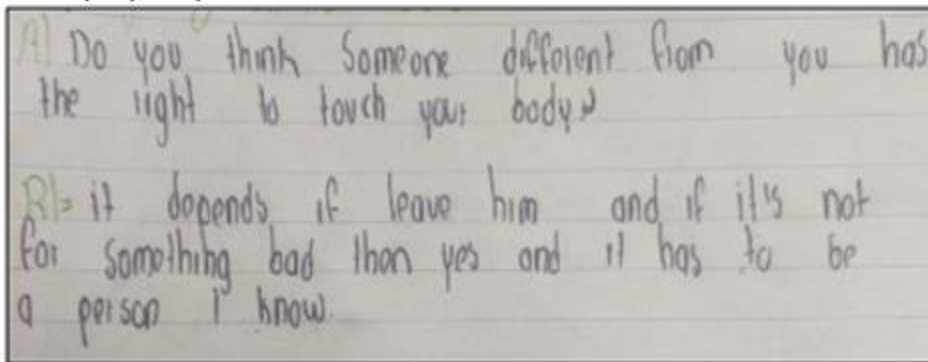 A) Do you think Someone different from you has
the right to touch your body?
R)= it depends if leave him and if it's not
for something bad then yes and it has to be
a person I know.